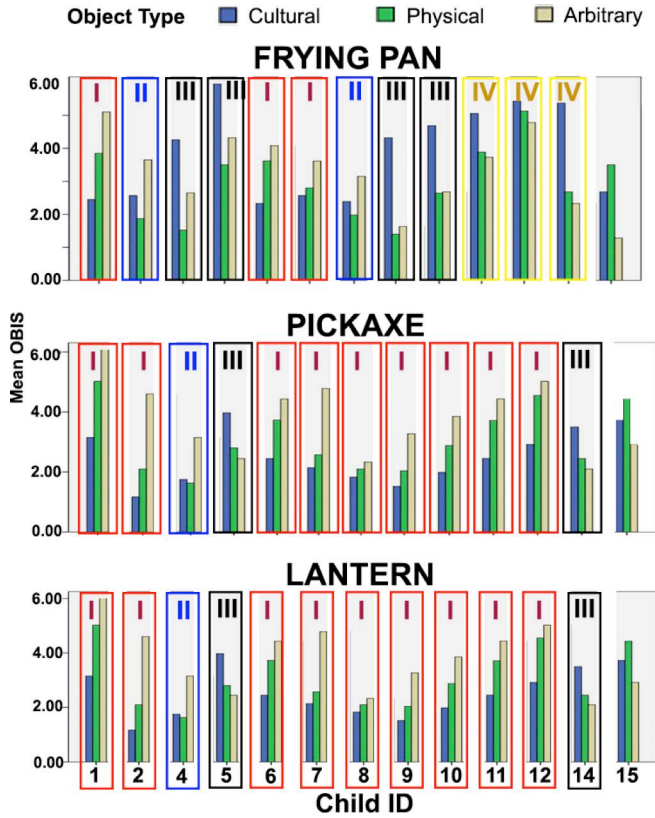 Object Type Cultural Physical Arbitrary
FRYING PAN
I II III III I I II III III IV IV IV
6.00
4.00
2.00
0.00
PICKAXE
I I II III I I I I I I I III
6.00
4.00
2.00
0.00
Mean OBIS
LANTERN
I I II III I I I I I I I III
6.00
4.00
2.00
0.00
1 2 4 5 6 7 8 9 10 11 12 14 15
Child ID